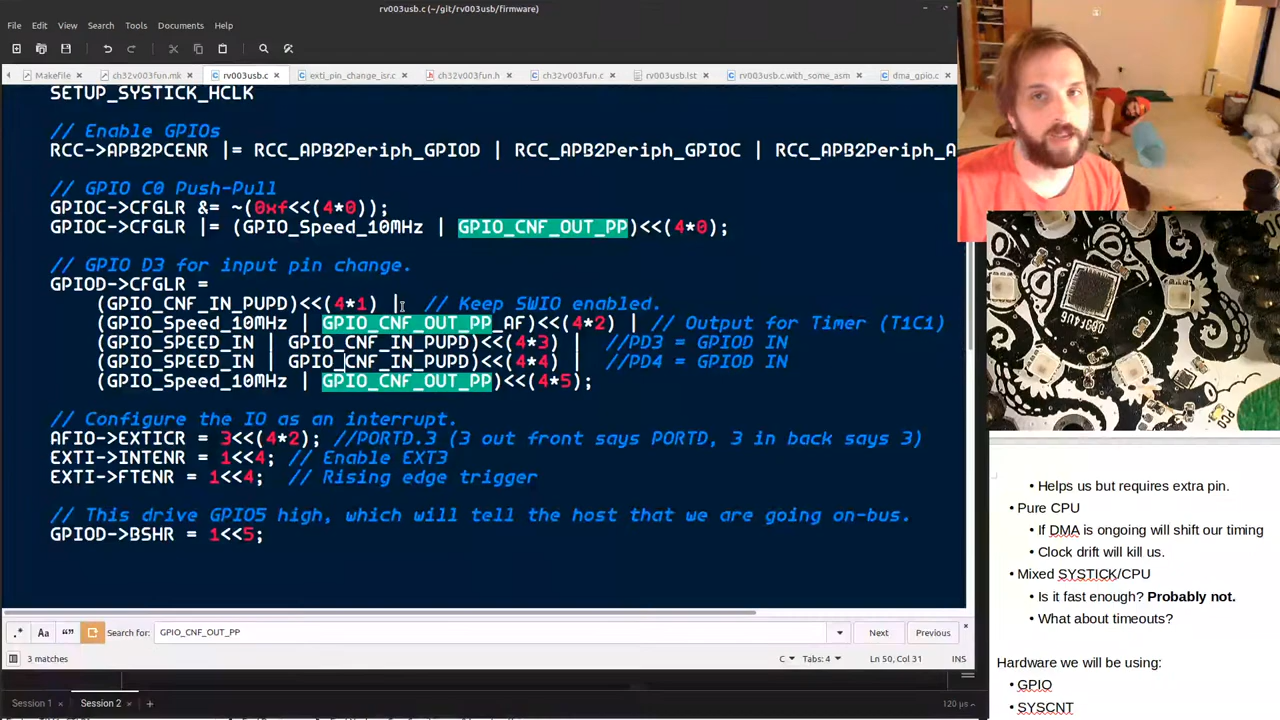 rv003usb.c (~/git/rv003usb/firmware)
File Edit View Search Tools Documents Help
Makefile ch32v003fun.mk rv003usb.c exti_pin_change_isr.c ch32v003fun.h ch32v003fun.c rv003usb.lst rv003usb.c.with_some_asm dma_gpio.c
SETUP_SYSTICK_HCLK
// Enable GPIOs
RCC->APB2PCENR |= RCC_APB2Periph_GPIOD | RCC_APB2Periph_GPIOC | RCC_APB2Periph_A
// GPIO C0 Push-Pull
GPIOC->CFGLR &= ~(0xf<<(4*0));
GPIOC->CFGLR |= (GPIO_Speed_10MHz | GPIO_CNF_OUT_PP)<<(4*0);
// GPIO D3 for input pin change.
GPIOD->CFGLR =
(GPIO_CNF_IN_PUPD)<<(4*1) | // Keep SWIO enabled.
(GPIO_Speed_10MHz | GPIO_CNF_OUT_PP_AF)<<(4*2) | // Output for Timer (T1C1)
(GPIO_SPEED_IN | GPIO_CNF_IN_PUPD)<<(4*3) | //PD3 = GPIOD IN
(GPIO_SPEED_IN | GPIO_CNF_IN_PUPD)<<(4*4) | //PD4 = GPIOD IN
(GPIO_Speed_10MHz | GPIO_CNF_OUT_PP)<<(4*5);
// Configure the IO as an interrupt.
AFIO->EXTICR = 3<<(4*2); //PORTD.3 (3 out front says PORTD, 3 in back says 3)
EXTI->INTENR = 1<<4; // Enable EXT3
EXTI->FTENR = 1<<4; // Rising edge trigger
// This drive GPIO5 high, which will tell the host that we are going on-bus.
GPIOD->BSHR = 1<<5;
.* Aa “” Search for: GPIO_CNF_OUT_PP Next Previous
3 matches C Tabs: 4 Ln 50, Col 31 INS
Session 1 Session 2 120 µs
• Helps us but requires extra pin.
• Pure CPU
• If DMA is ongoing will shift our timing
• Clock drift will kill us.
• Mixed SYSTICK/CPU
• Is it fast enough? Probably not.
• What about timeouts?
Hardware we will be using:
• GPIO
• SYSCNT